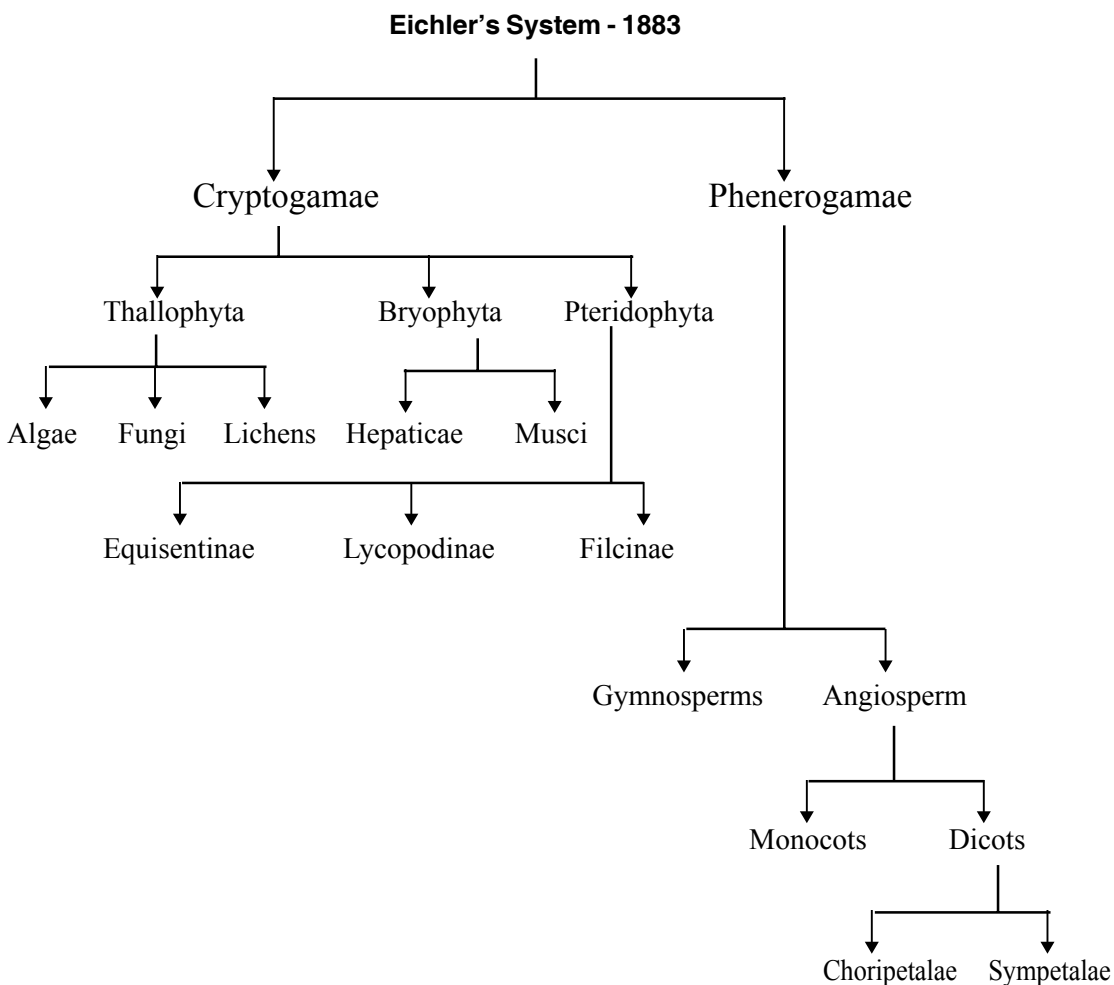 Eichler’s System - 1883
Cryptogamae Phenerogamae
Thallophyta Bryophyta Pteridophyta
Algae Fungi Lichens Hepaticae Musci
Equisentinae Lycopodinae Filcinae
Gymnosperms Angiosperm
Monocots Dicots
Choripetalae Sympetalae